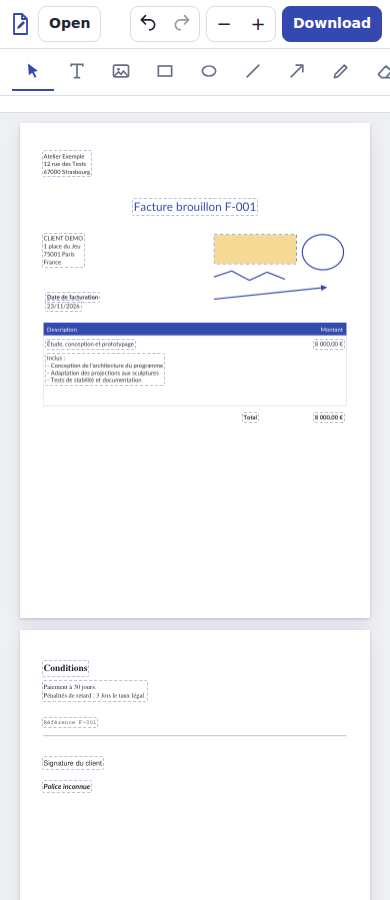 Open
Download
Atelier Exemple
12 rue des Tests
67000 Strasbourg
Facture brouillon F-001
CLIENT DEMO
1 place du Jeu
75001 Paris
France
Date de facturation
23/11/2026
Description Montant
Étude, conception et prototypage 8 000,00 €
Inclus :
- Conception de l'architecture du programme
- Adaptation des projections aux sculptures
- Tests de stabilité et documentation
Total 8 000,00 €
Conditions
Paiement à 30 jours.
Pénalités de retard : 3 fois le taux légal.
Référence F-001
Signature du client
Police inconnue